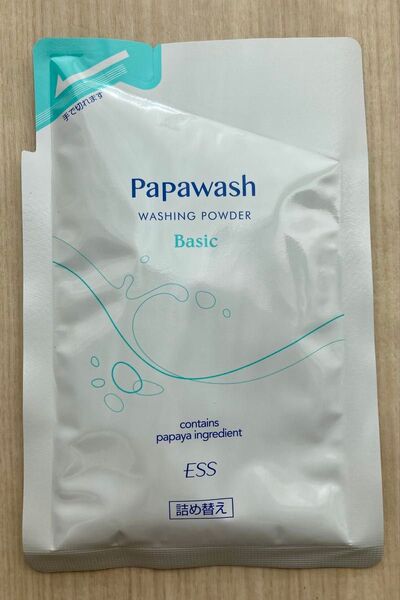 手で切れます
Papawash
WASHING POWDER
Basic
contains
papaya ingredient
ESS
詰め替え